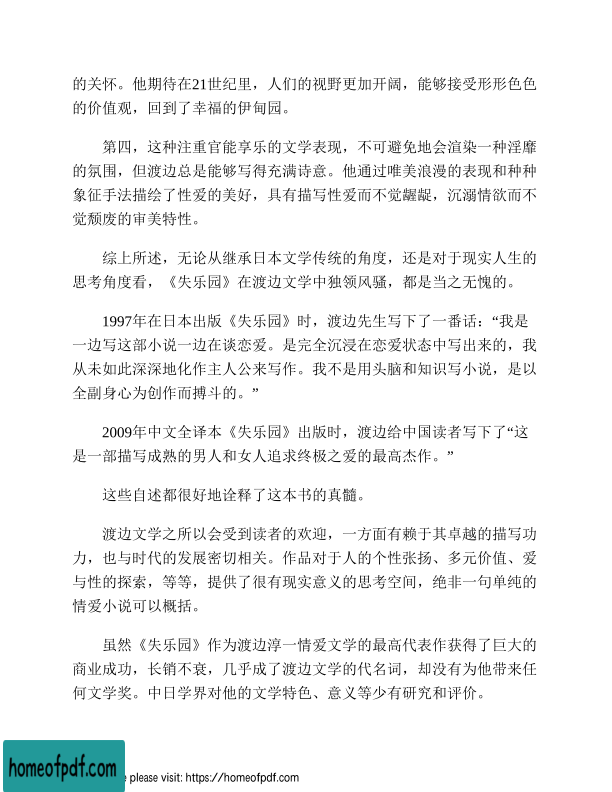 的关怀。他期待在21世纪里，人们的视野更加开阔，能够接受形形色色
的价值观，回到了幸福的伊甸园。
第四，这种注重官能享乐的文学表现，不可避免地会渲染一种淫靡
的氛围，但渡边总是能够写得充满诗意。他通过唯美浪漫的表现和种种
象征手法描绘了性爱的美好，具有描写性爱而不觉龌龊，沉溺情欲而不
觉颓废的审美特性。
综上所述，无论从继承日本文学传统的角度，还是对于现实人生的
思考角度看，《失乐园》在渡边文学中独领风骚，都是当之无愧的。
1997年在日本出版《失乐园》时，渡边先生写下了一番话：“我是
一边写这部小说一边在谈恋爱。是完全沉浸在恋爱状态中写出来的，我
从未如此深深地化作主人公来写作。我不是用头脑和知识写小说，是以
全副身心为创作而搏斗的。”
2009年中文全译本《失乐园》出版时，渡边给中国读者写下了“这
是一部描写成熟的男人和女人追求终极之爱的最高杰作。”
这些自述都很好地诠释了这本书的真髓。
渡边文学之所以会受到读者的欢迎，一方面有赖于其卓越的描写功
力，也与时代的发展密切相关。作品对于人的个性张扬、多元价值、爱
与性的探索，等等，提供了很有现实意义的思考空间，绝非一句单纯的
情爱小说可以概括。
虽然《失乐园》作为渡边淳一情爱文学的最高代表作获得了巨大的
商业成功，长销不衰，几乎成了渡边文学的代名词，却没有为他带来任
何文学奖。中日学界对他的文学特色、意义等少有研究和评价。
homeofpdf.com
please visit: https://homeofpdf.com